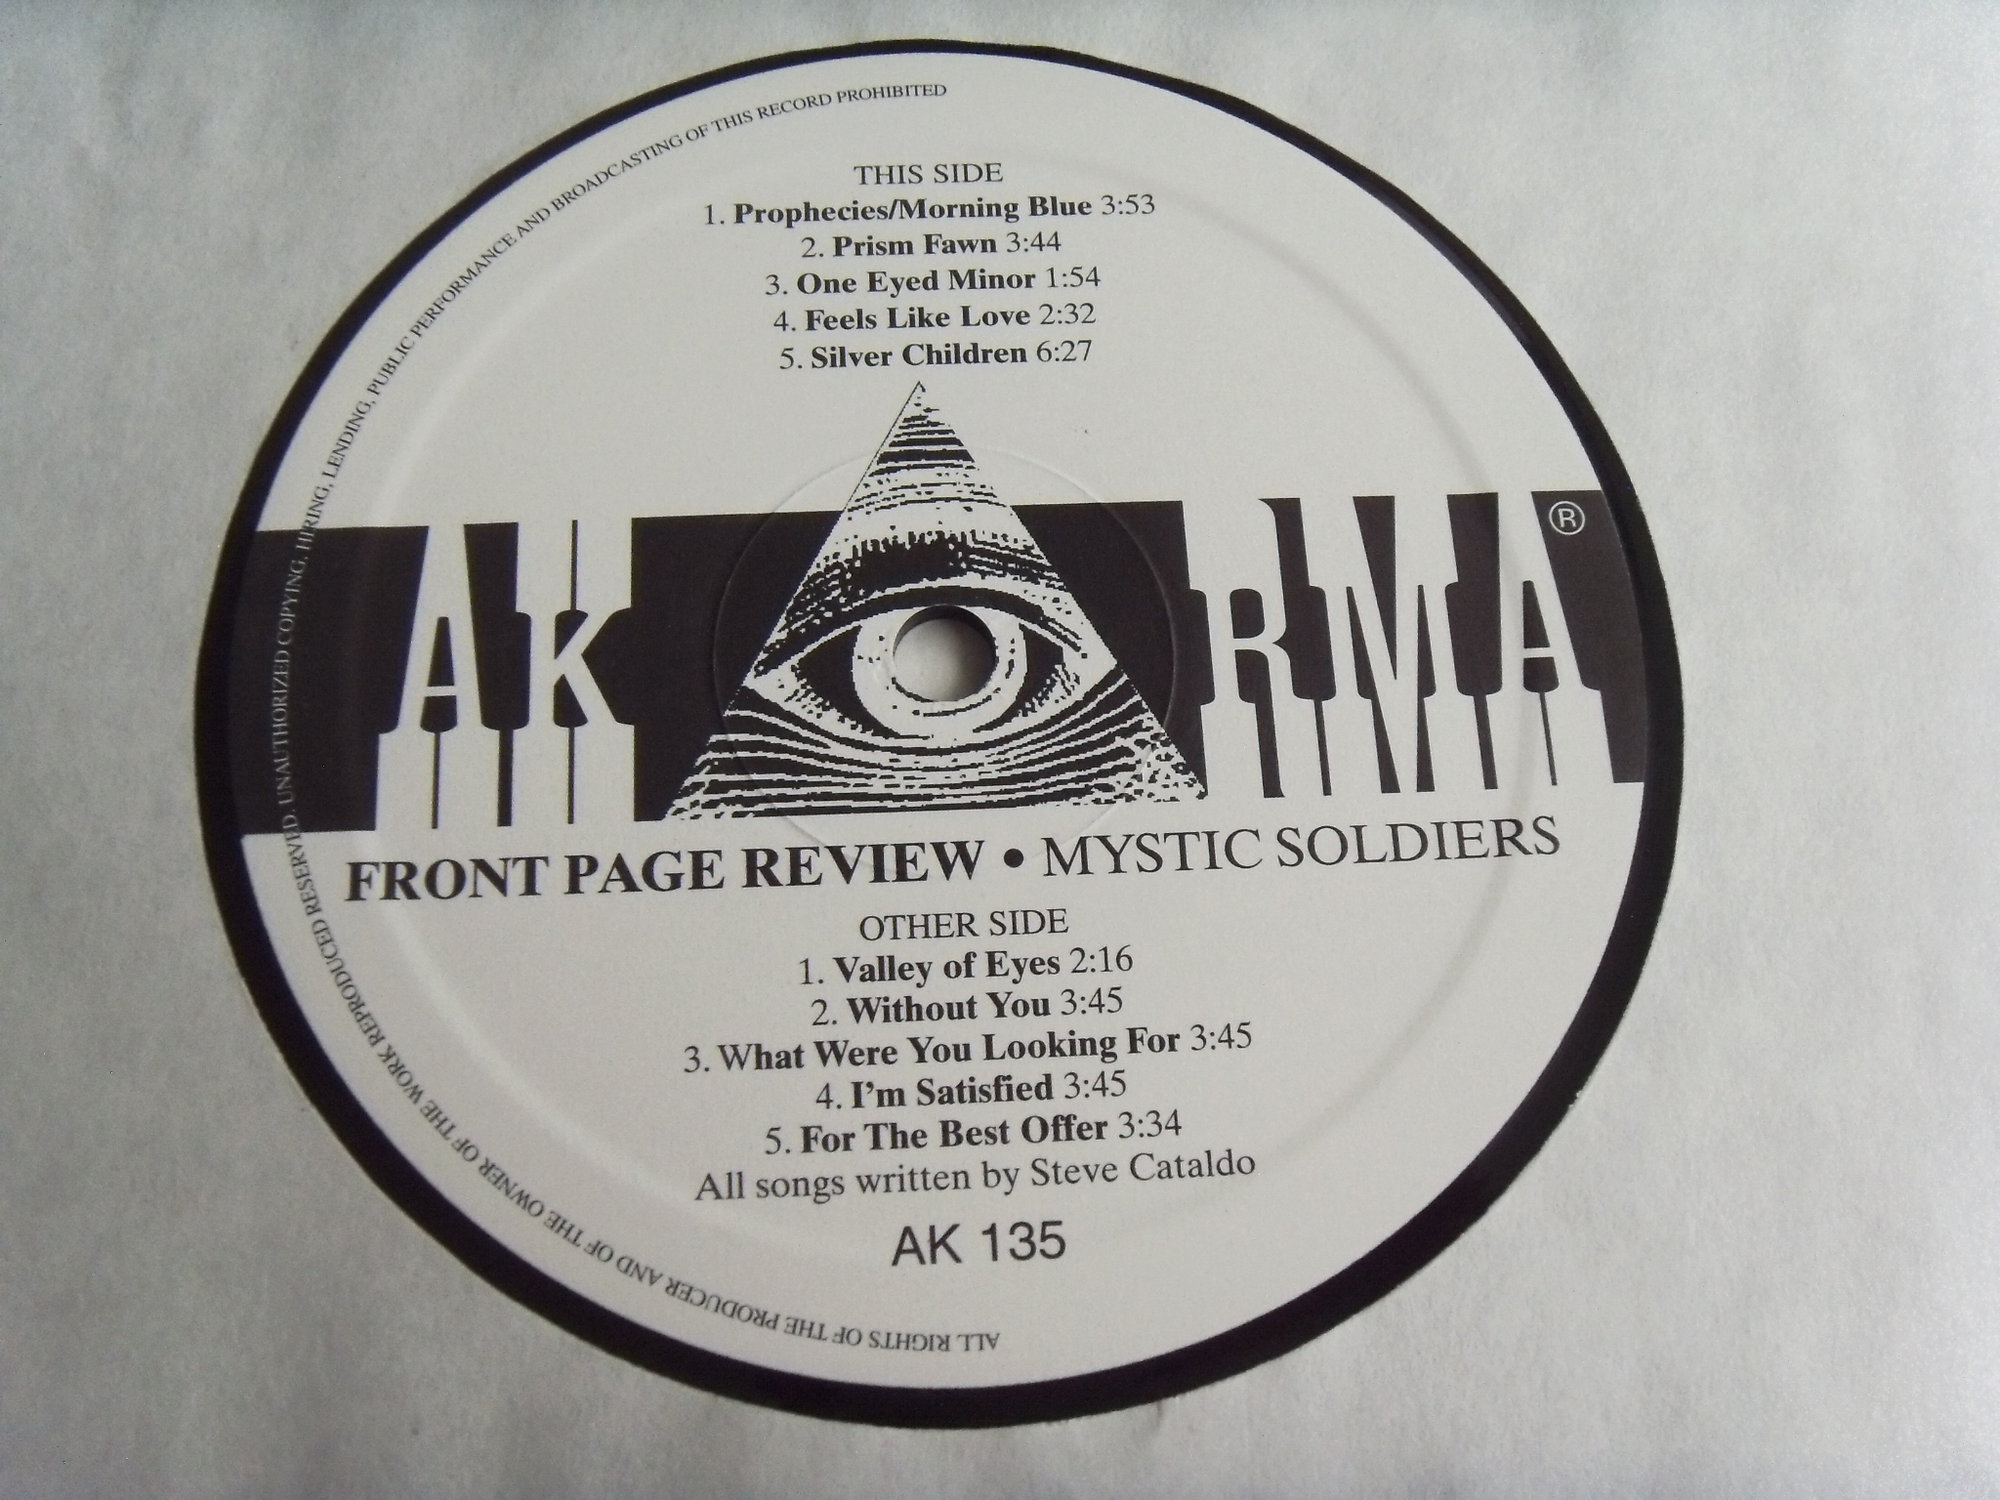 ALL RIGHTS OF THE PRODUCER AND OF THE OWNER OF THE WORK REPRODUCED RESERVED. UNAUTHORIZED COPYING, HIRING, LENDING, PUBLIC PERFORMANCE AND BROADCASTING OF THIS RECORD PROHIBITED
THIS SIDE
1. Prophecies/Morning Blue 3:53
2. Prism Fawn 3:44
3. One Eyed Minor 1:54
4. Feels Like Love 2:32
5. Silver Children 6:27
AKARMA®
FRONT PAGE REVIEW • MYSTIC SOLDIERS
OTHER SIDE
1. Valley of Eyes 2:16
2. Without You 3:45
3. What Were You Looking For 3:45
4. I'm Satisfied 3:45
5. For The Best Offer 3:34
All songs written by Steve Cataldo
AK 135